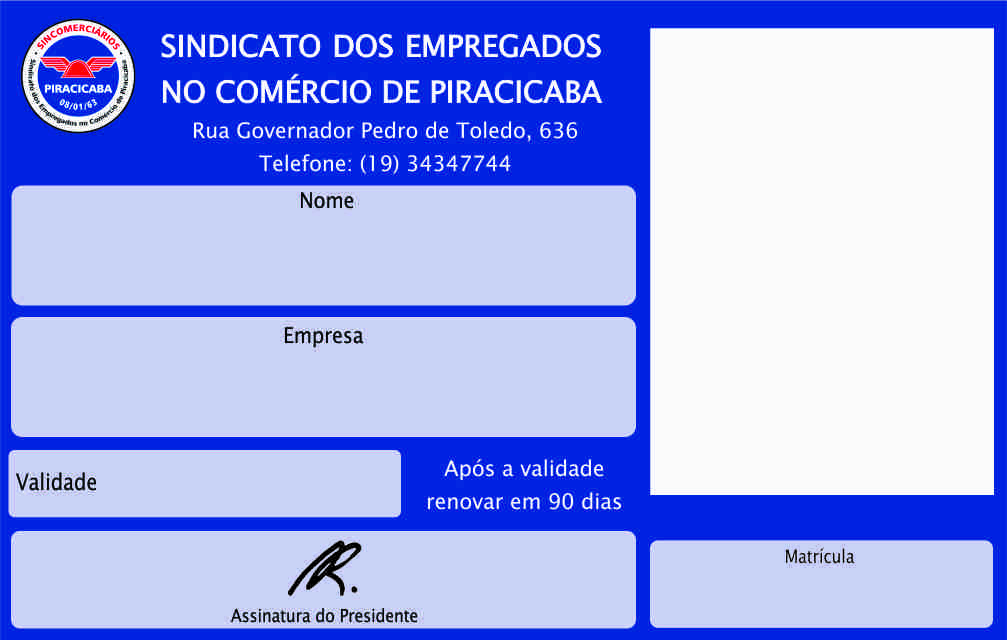 SINCOMERCIÁRIOS
PIRACICABA
08/01/63
Sindicato dos Empregados no Comércio de Piracicaba
SINDICATO DOS EMPREGADOS
NO COMÉRCIO DE PIRACICABA
Rua Governador Pedro de Toledo, 636
Telefone: (19) 34347744
Nome
Empresa
Validade
Após a validade
renovar em 90 dias
R.
Assinatura do Presidente
Matrícula